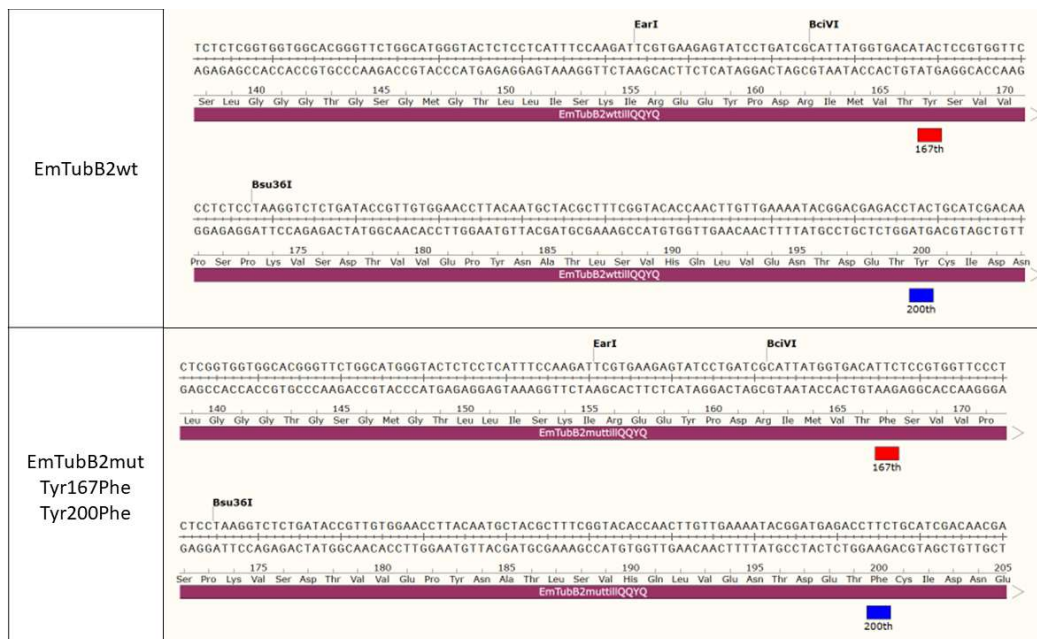 EarI BciVI
TCTCTCGGTGGTGGCACGGGTTCTGGCATGGGTACTCTCCTCATTTCCAAGATTCGTGAAGAGTATCCTGATCGCATTATGGTGACATACTCCGTGGTTC
AGAGAGCCACCACCGTGCCCAAGACCGTACCCATGAGAGGAGTAAAGGTTCTAAGCACTTCTCATAGGACTAGCGTAATACCACTGTATGAGGCACCAAG
140 145 150 155 160 165 170
Ser Leu Gly Gly Gly Thr Gly Ser Gly Met Gly Thr Leu Leu Ile Ser Lys Ile Arg Glu Glu Tyr Pro Asp Arg Ile Met Val Thr Tyr Ser Val Val
EmTubB2wttillQQYQ
167th
EmTubB2wt
Bsu36I
CCTCTCCTAAGGTCTCTGATACCGTTGTGGAACCTTACAATGCTACGCTTTCGGTACACCAACTTGTTGAAAATACGGACGAGACCTACTGCATCGACAA
GGAGAGGATTCCAGAGACTATGGCAACACCTTGGAATGTTACGATGCGAAAGCCATGTGGTTGAACAACTTTTATGCCTGCTCTGGATGACGTAGCTGTT
175 180 185 190 195 200
Pro Ser Pro Lys Val Ser Asp Thr Val Val Glu Pro Tyr Asn Ala Thr Leu Ser Val His Gln Leu Val Glu Asn Thr Asp Glu Thr Tyr Cys Ile Asp Asn
EmTubB2wttillQQYQ
200th
EarI BciVI
CTCGGTGGTGGCACGGGTTCTGGCATGGGTACTCTCCTCATTTCCAAGATTCGTGAAGAGTATCCTGATCGCATTATGGTGACATTCTCCGTGGTTCCCT
GAGCCACCACCGTGCCCAAGACCGTACCCATGAGAGGAGTAAAGGTTCTAAGCACTTCTCATAGGACTAGCGTAATACCACTGTAAGAGGCACCAAGGGA
140 145 150 155 160 165 170
Leu Gly Gly Gly Thr Gly Ser Gly Met Gly Thr Leu Leu Ile Ser Lys Ile Arg Glu Glu Tyr Pro Asp Arg Ile Met Val Thr Phe Ser Val Val Pro
EmTubB2muttillQQYQ
167th
EmTubB2mut
Tyr167Phe
Tyr200Phe
Bsu36I
CTCCTAAGGTCTCTGATACCGTTGTGGAACCTTACAATGCTACGCTTTCGGTACACCAACTTGTTGAAAATACGGATGAGACCTTCTGCATCGACAACGA
GAGGATTCCAGAGACTATGGCAACACCTTGGAATGTTACGATGCGAAAGCCATGTGGTTGAACAACTTTTATGCCTACTCTGGAAGACGTAGCTGTTGCT
175 180 185 190 195 200 205
Ser Pro Lys Val Ser Asp Thr Val Val Glu Pro Tyr Asn Ala Thr Leu Ser Val His Gln Leu Val Glu Asn Thr Asp Glu Thr Phe Cys Ile Asp Asn Glu
EmTubB2muttillQQYQ
200th